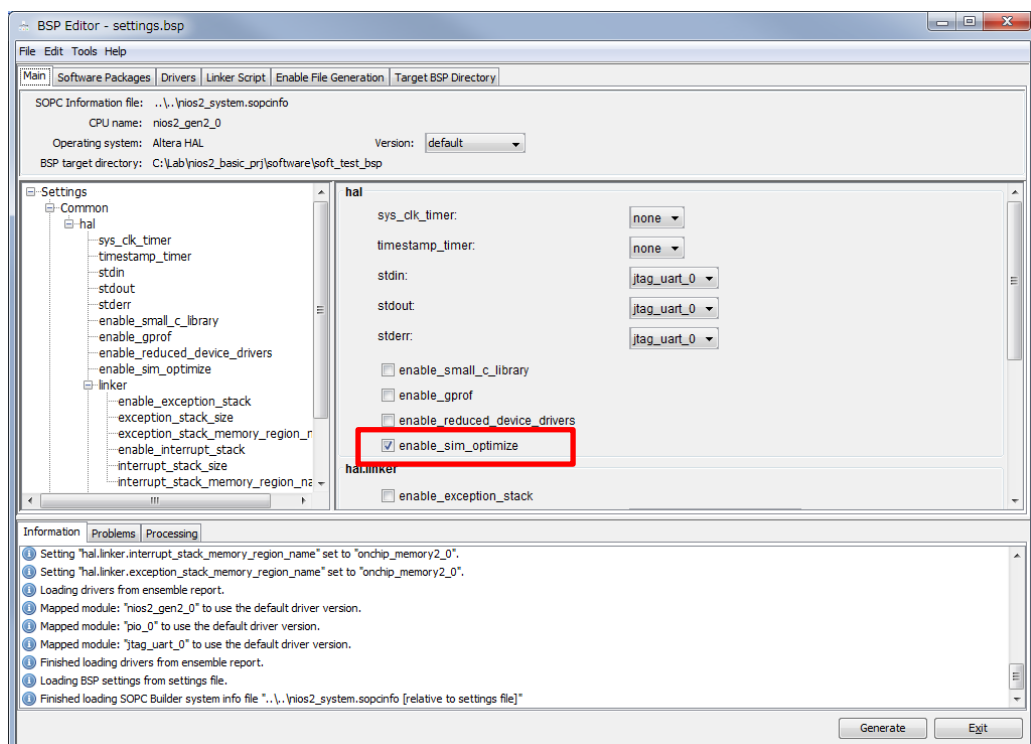 BSP Editor - settings.bsp
File Edit Tools Help
Main Software Packages Drivers Linker Script Enable File Generation Target BSP Directory
SOPC Information file: ..\..\nios2_system.sopcinfo
CPU name: nios2_gen2_0
Operating system: Altera HAL Version: default
BSP target directory: C:\Lab\nios2_basic_prj\software\soft_test_bsp
Settings
Common
hal
sys_clk_timer
timestamp_timer
stdin
stdout
stderr
enable_small_c_library
enable_gprof
enable_reduced_device_drivers
enable_sim_optimize
linker
enable_exception_stack
exception_stack_size
exception_stack_memory_region_n
enable_interrupt_stack
interrupt_stack_size
interrupt_stack_memory_region_na
hal
sys_clk_timer: none
timestamp_timer: none
stdin: jtag_uart_0
stdout: jtag_uart_0
stderr: jtag_uart_0
enable_small_c_library
enable_gprof
enable_reduced_device_drivers
enable_sim_optimize
hal.linker
enable_exception_stack
Information Problems Processing
Setting "hal.linker.interrupt_stack_memory_region_name" set to "onchip_memory2_0".
Setting "hal.linker.exception_stack_memory_region_name" set to "onchip_memory2_0".
Loading drivers from ensemble report.
Mapped module: "nios2_gen2_0" to use the default driver version.
Mapped module: "pio_0" to use the default driver version.
Mapped module: "jtag_uart_0" to use the default driver version.
Finished loading drivers from ensemble report.
Loading BSP settings from settings file.
Finished loading SOPC Builder system info file "..\..\nios2_system.sopcinfo [relative to settings file]"
Generate Exit